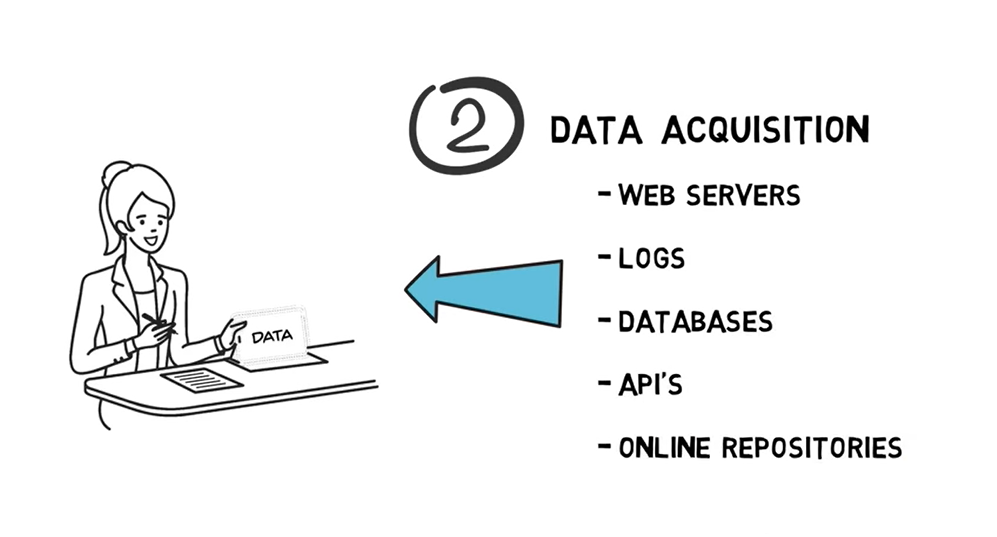 2
DATA ACQUISITION
- WEB SERVERS
- LOGS
- DATABASES
- API'S
- ONLINE REPOSITORIES
DATA